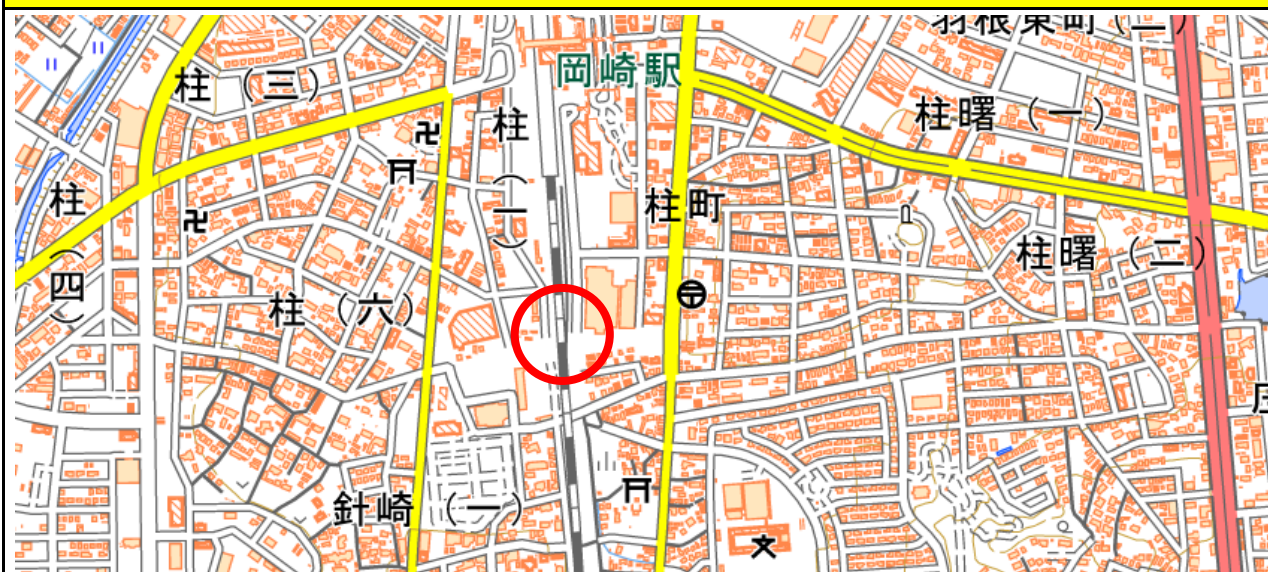 羽根東町(二)
岡崎駅
柱(三)
柱(一)
柱曙(一)
柱(四)
柱町
柱曙(二)
柱(六)
針崎(一)